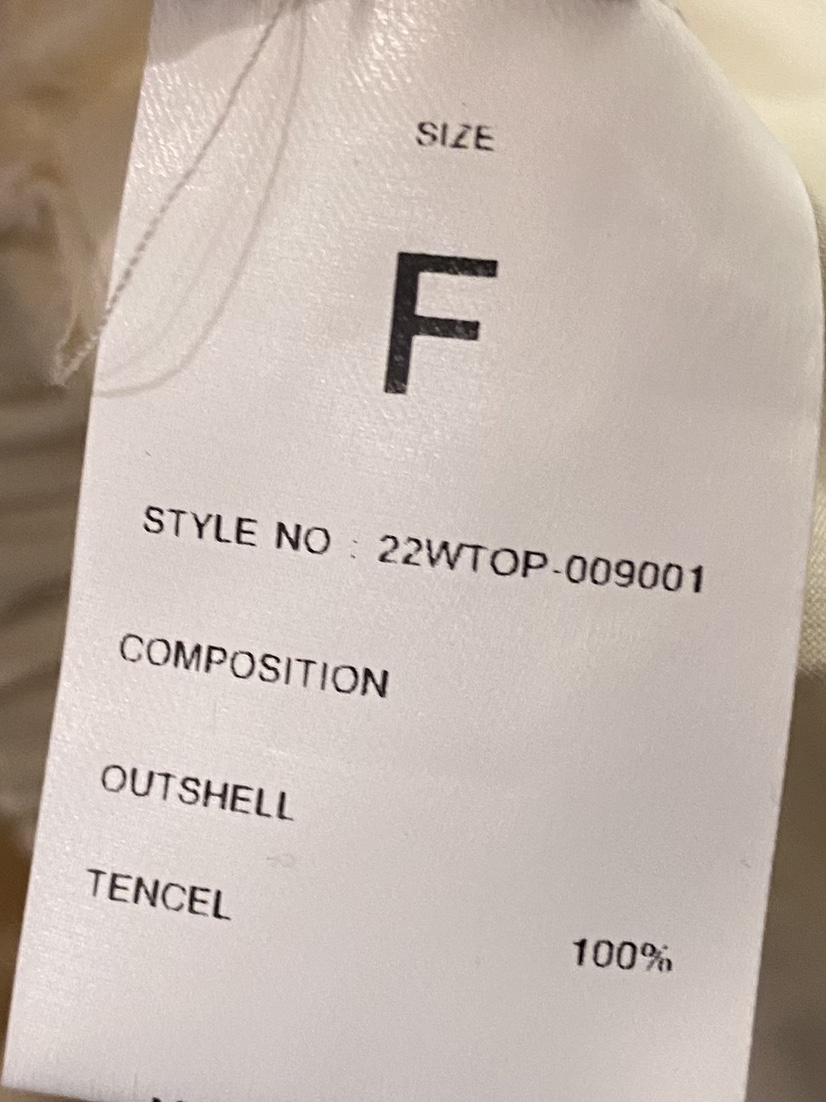 SIZE
F
STYLE NO : 22WTOP-009001
COMPOSITION
OUTSHELL
TENCEL
100%